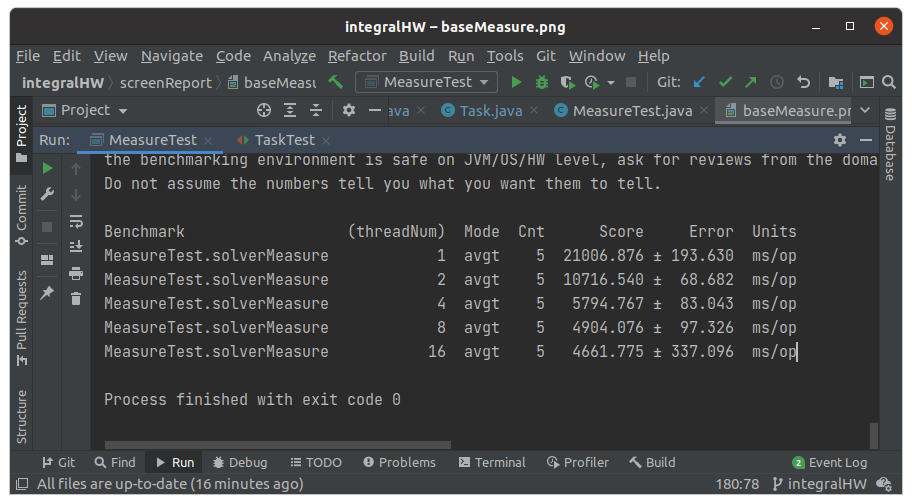 integralHW – baseMeasure.png
File Edit View Navigate Code Analyze Refactor Build Run Tools Git Window Help
integralHW screenReport baseMeasu MeasureTest Git:
Project ava Task.java MeasureTest.java baseMeasure.pn
Run: MeasureTest TaskTest
the benchmarking environment is safe on JVM/OS/HW level, ask for reviews from the doma
Do not assume the numbers tell you what you want them to tell.
Benchmark (threadNum) Mode Cnt Score Error Units
MeasureTest.solverMeasure 1 avgt 5 21006.876 ± 193.630 ms/op
MeasureTest.solverMeasure 2 avgt 5 10716.540 ± 68.682 ms/op
MeasureTest.solverMeasure 4 avgt 5 5794.767 ± 83.043 ms/op
MeasureTest.solverMeasure 8 avgt 5 4904.076 ± 97.326 ms/op
MeasureTest.solverMeasure 16 avgt 5 4661.775 ± 337.096 ms/op
Process finished with exit code 0
Project
Commit
Pull Requests
Structure
Database
Git Find Run Debug TODO Problems Terminal Profiler Build 2 Event Log
All files are up-to-date (16 minutes ago) 180:78 integralHW